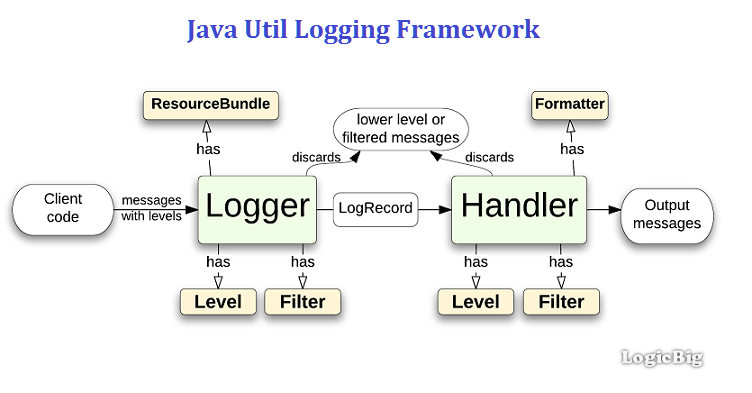 Java Util Logging Framework
ResourceBundle
Formatter
lower level or
filtered messages
has
has
discards
discards
Client
code
messages
with levels
Logger
LogRecord
Handler
Output
messages
has
has
has
has
Level
Filter
Level
Filter
LogicBig